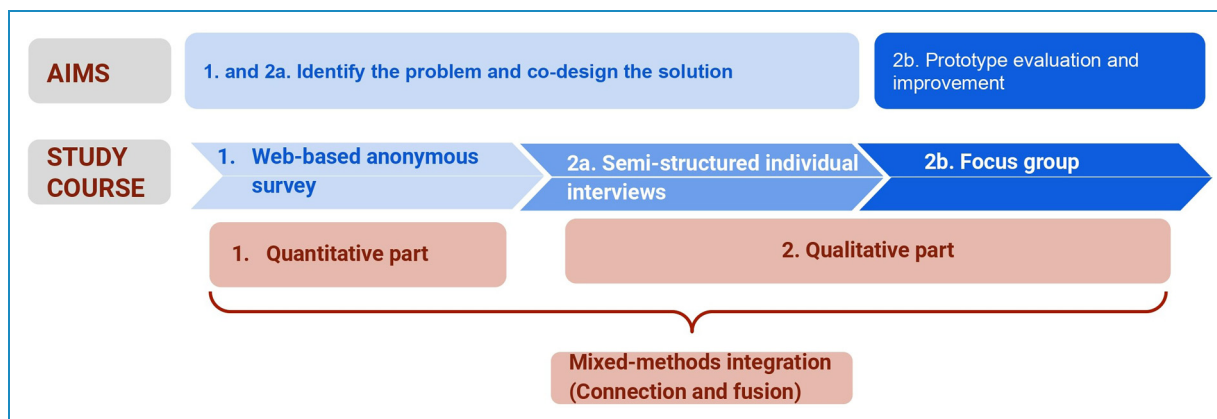 AIMS
1. and 2a. Identify the problem and co-design the solution
2b. Prototype evaluation and
improvement
STUDY
COURSE
1. Web-based anonymous
survey
2a. Semi-structured individual
interviews
2b. Focus group
1. Quantitative part
2. Qualitative part
Mixed-methods integration
(Connection and fusion)